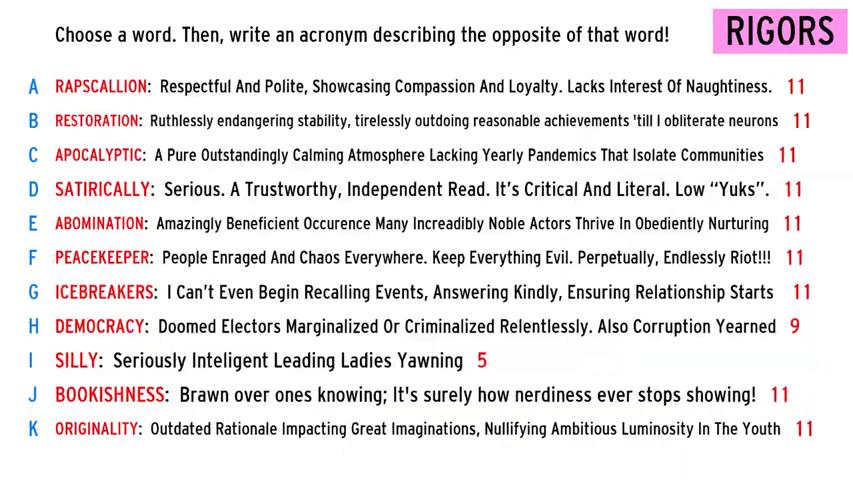 Choose a word. Then, write an acronym describing the opposite of that word!
RIGORS
A RAPSCALLION: Respectful And Polite, Showcasing Compassion And Loyalty. Lacks Interest Of Naughtiness. 11
B RESTORATION: Ruthlessly endangering stability, tirelessly outdoing reasonable achievements 'till I obliterate neurons 11
C APOCALYPTIC: A Pure Outstandingly Calming Atmosphere Lacking Yearly Pandemics That Isolate Communities 11
D SATIRICALLY: Serious. A Trustworthy, Independent Read. It's Critical And Literal. Low “Yuks”. 11
E ABOMINATION: Amazingly Beneficient Occurence Many Increadibly Noble Actors Thrive In Obediently Nurturing 11
F PEACEKEEPER: People Enraged And Chaos Everywhere. Keep Everything Evil. Perpetually, Endlessly Riot!!! 11
G ICEBREAKERS: I Can't Even Begin Recalling Events, Answering Kindly, Ensuring Relationship Starts 11
H DEMOCRACY: Doomed Electors Marginalized Or Criminalized Relentlessly. Also Corruption Yearned 9
I SILLY: Seriously Inteligent Leading Ladies Yawning 5
J BOOKISHNESS: Brawn over ones knowing; It's surely how nerdiness ever stops showing! 11
K ORIGINALITY: Outdated Rationale Impacting Great Imaginations, Nullifying Ambitious Luminosity In The Youth 11